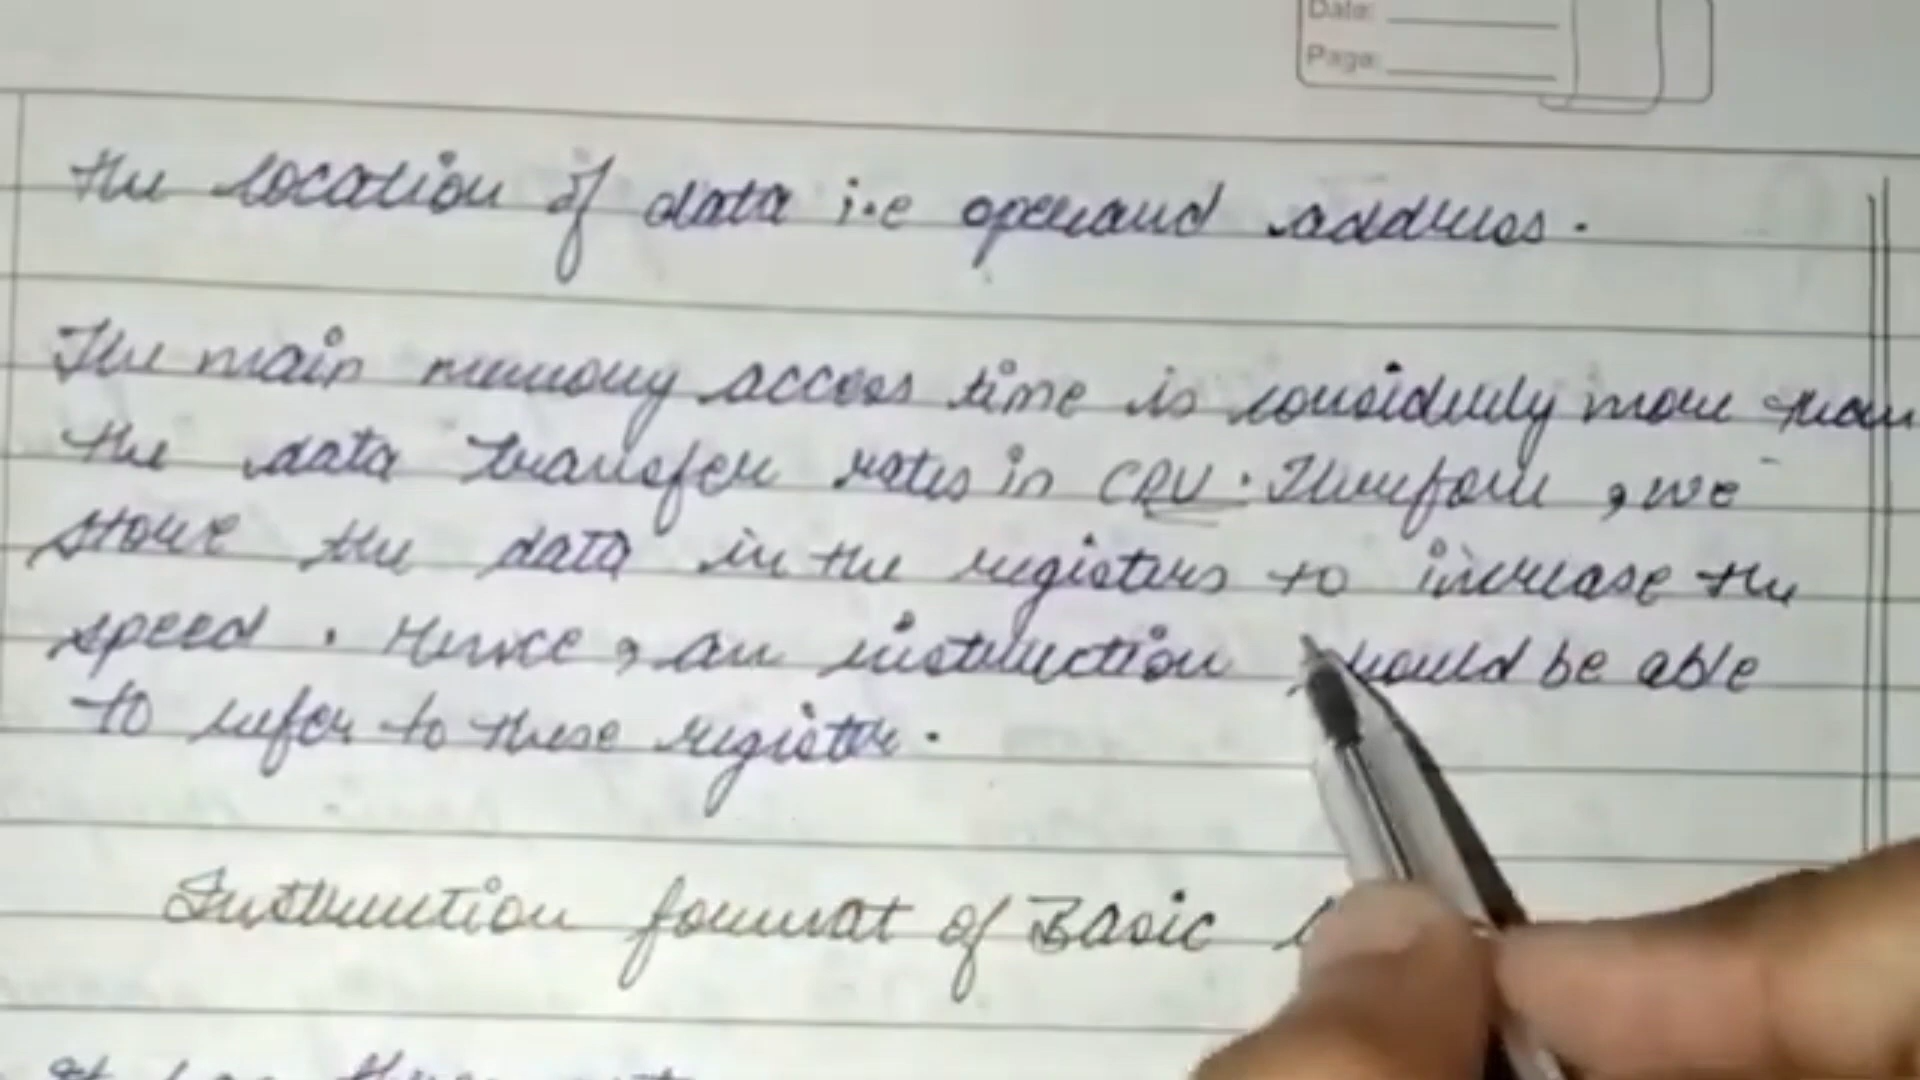 Date:
Page:
the location of data i.e operand address.
The main memory access time is considerly more than
the data transfer rates in CPU. Therefore, we
store the data in the registers to increase the
speed. Hence, an instruction should be able
to refer to these register.
Instruction format of Basic